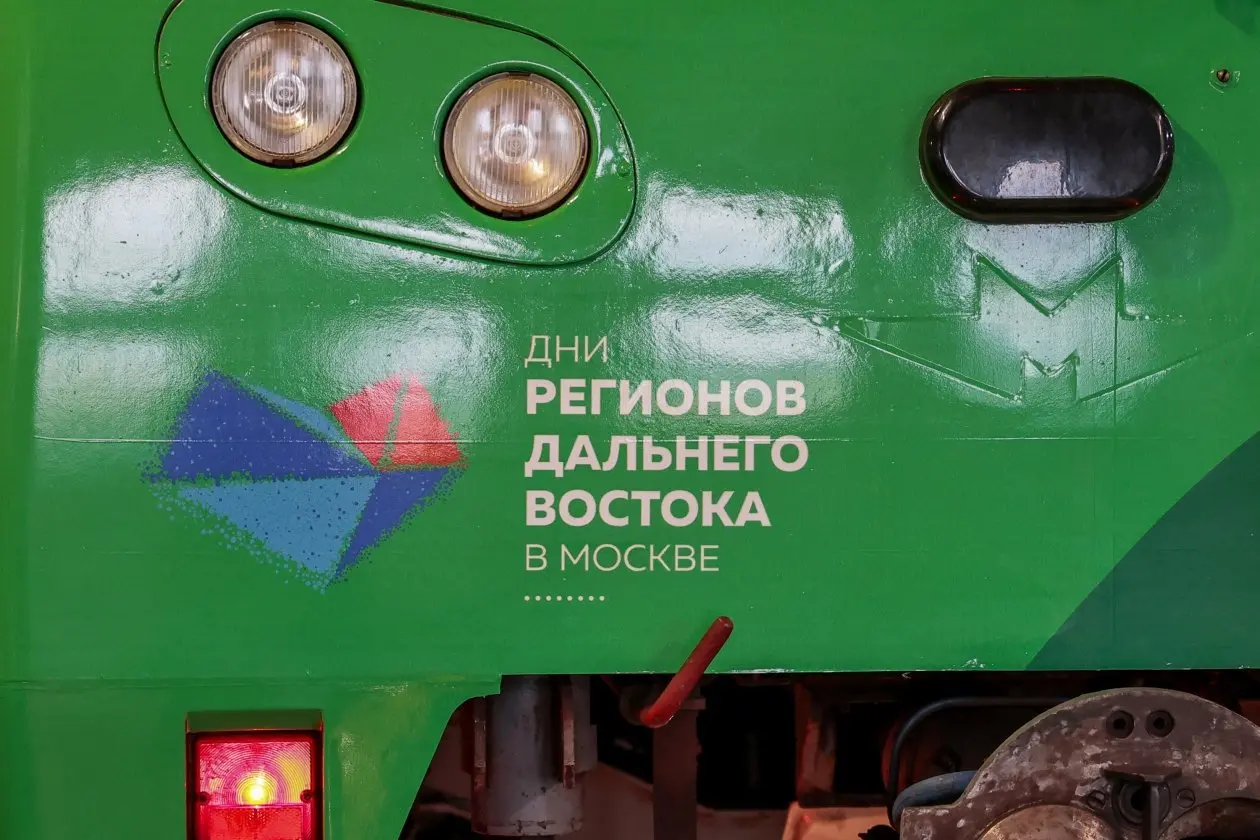 ДНИ
РЕГИОНОВ
ДАЛЬНЕГО
ВОСТОКА
В МОСКВЕ